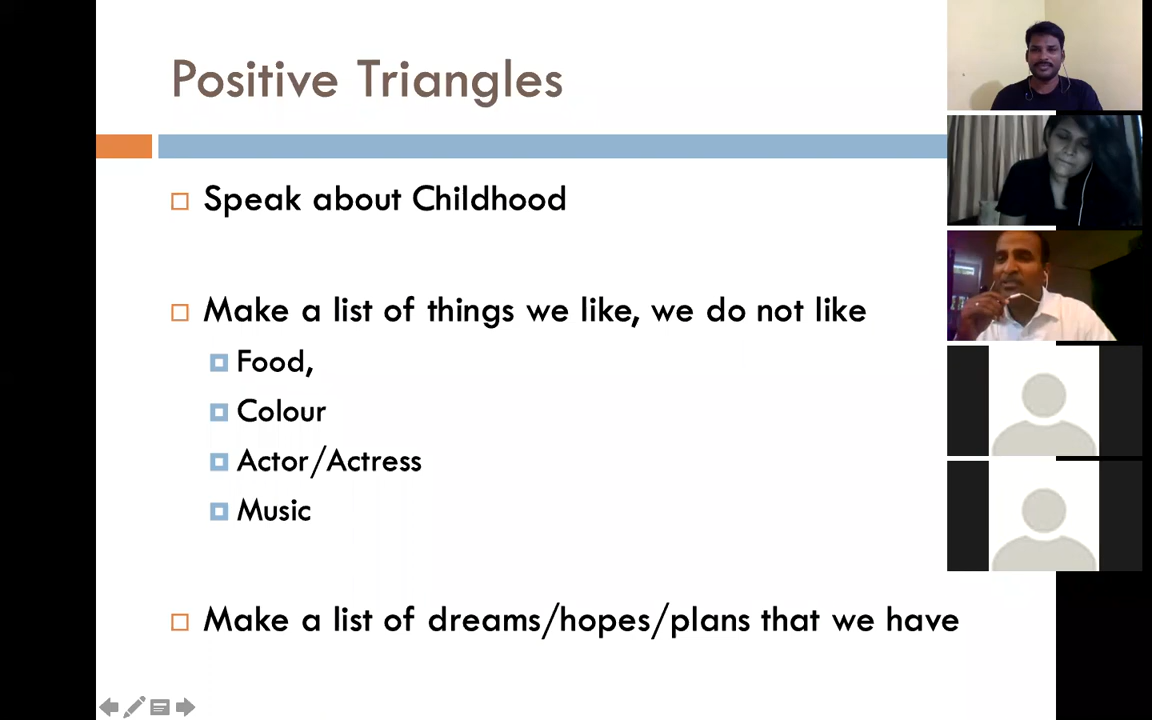 Positive Triangles
Speak about Childhood
Make a list of things we like, we do not like
Food,
Colour
Actor/Actress
Music
Make a list of dreams/hopes/plans that we have